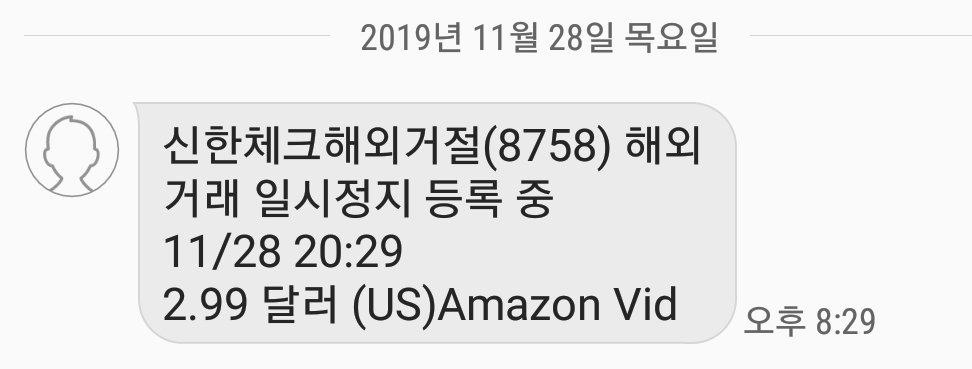 2019년 11월 28일 목요일
신한체크해외거절(8758) 해외
거래 일시정지 등록 중
11/28 20:29
2.99 달러 (US)Amazon Vid
오후 8:29